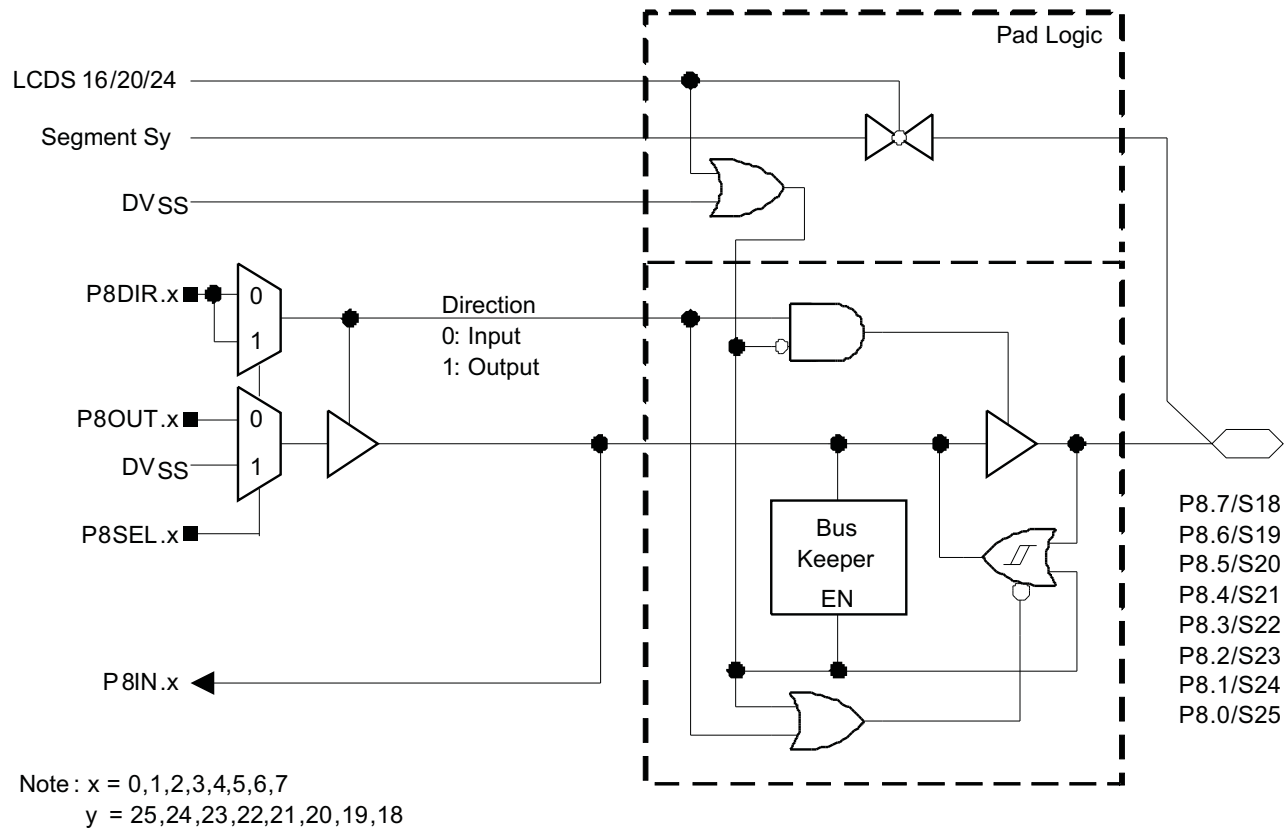 Pad Logic
LCDS 16/20/24
Segment Sy
DVSS
P8DIR.x
0
1
Direction
0: Input
1: Output
P8OUT.x
0
DVSS
1
P8SEL.x
Bus
Keeper
EN
P8IN.x
P8.7/S18
P8.6/S19
P8.5/S20
P8.4/S21
P8.3/S22
P8.2/S23
P8.1/S24
P8.0/S25
Note : x = 0,1,2,3,4,5,6,7
y = 25,24,23,22,21,20,19,18